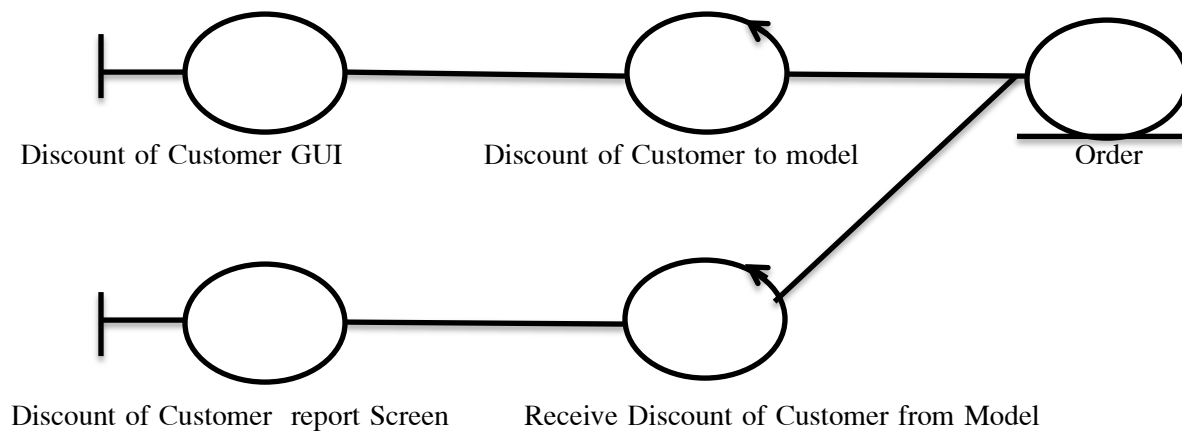 Discount of Customer GUI
Discount of Customer to model
Order
Discount of Customer report Screen
Receive Discount of Customer from Model